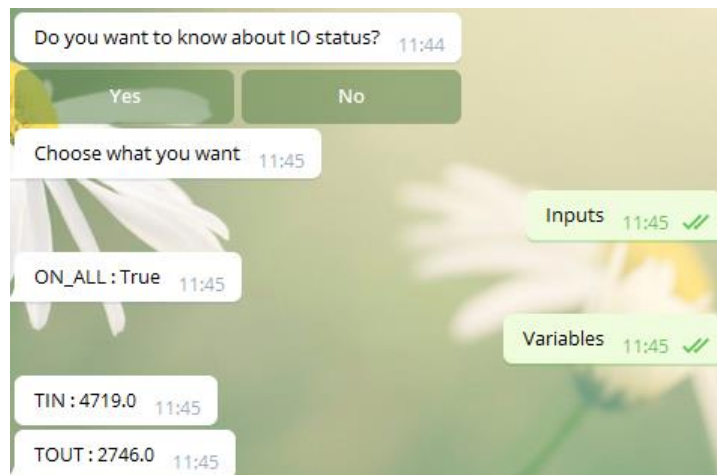 Do you want to know about IO status? 11:44
Yes No
Choose what you want 11:45
Inputs 11:45
ON_ALL : True 11:45
Variables 11:45
TIN : 4719.0 11:45
TOUT : 2746.0 11:45